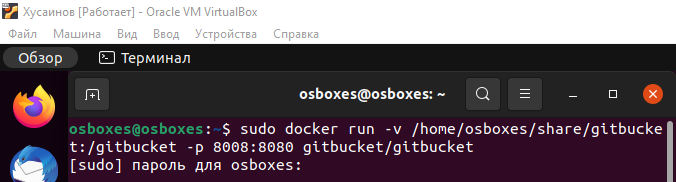 Хусаинов [Работает] - Oracle VM VirtualBox
Файл Машина Вид Ввод Устройства Справка
Обзор Терминал
osboxes@osboxes: ~
osboxes@osboxes:~$ sudo docker run -v /home/osboxes/share/gitbucke
t:/gitbucket -p 8008:8080 gitbucket/gitbucket
[sudo] пароль для osboxes: